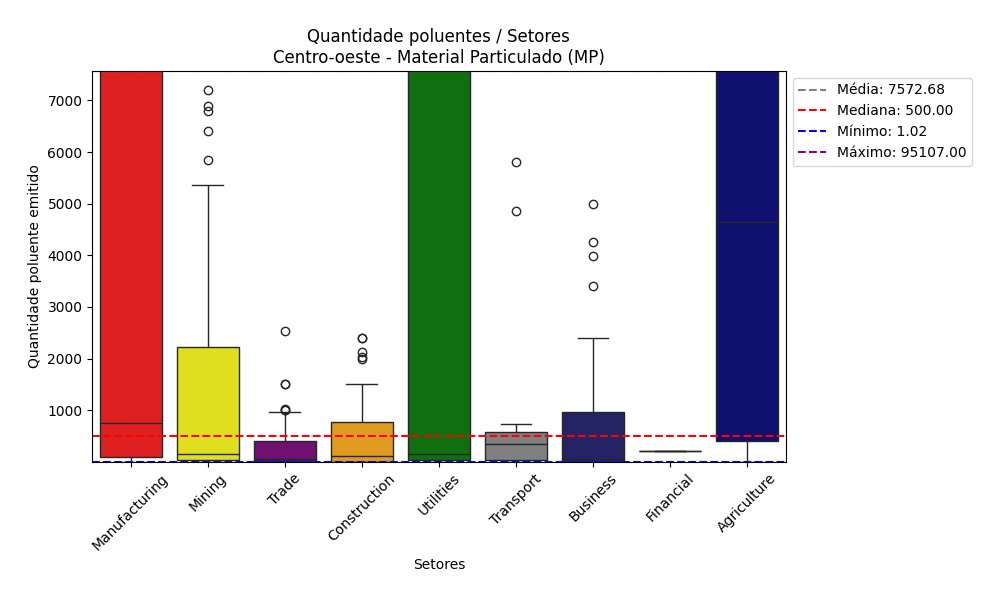 Quantidade poluentes / Setores
Centro-oeste - Material Particulado (MP)
Quantidade poluente emitido
7000
6000
5000
4000
3000
2000
1000
Média: 7572.68
Mediana: 500.00
Mínimo: 1.02
Máximo: 95107.00
Manufacturing
Mining
Trade
Construction
Utilities
Transport
Business
Financial
Agriculture
Setores